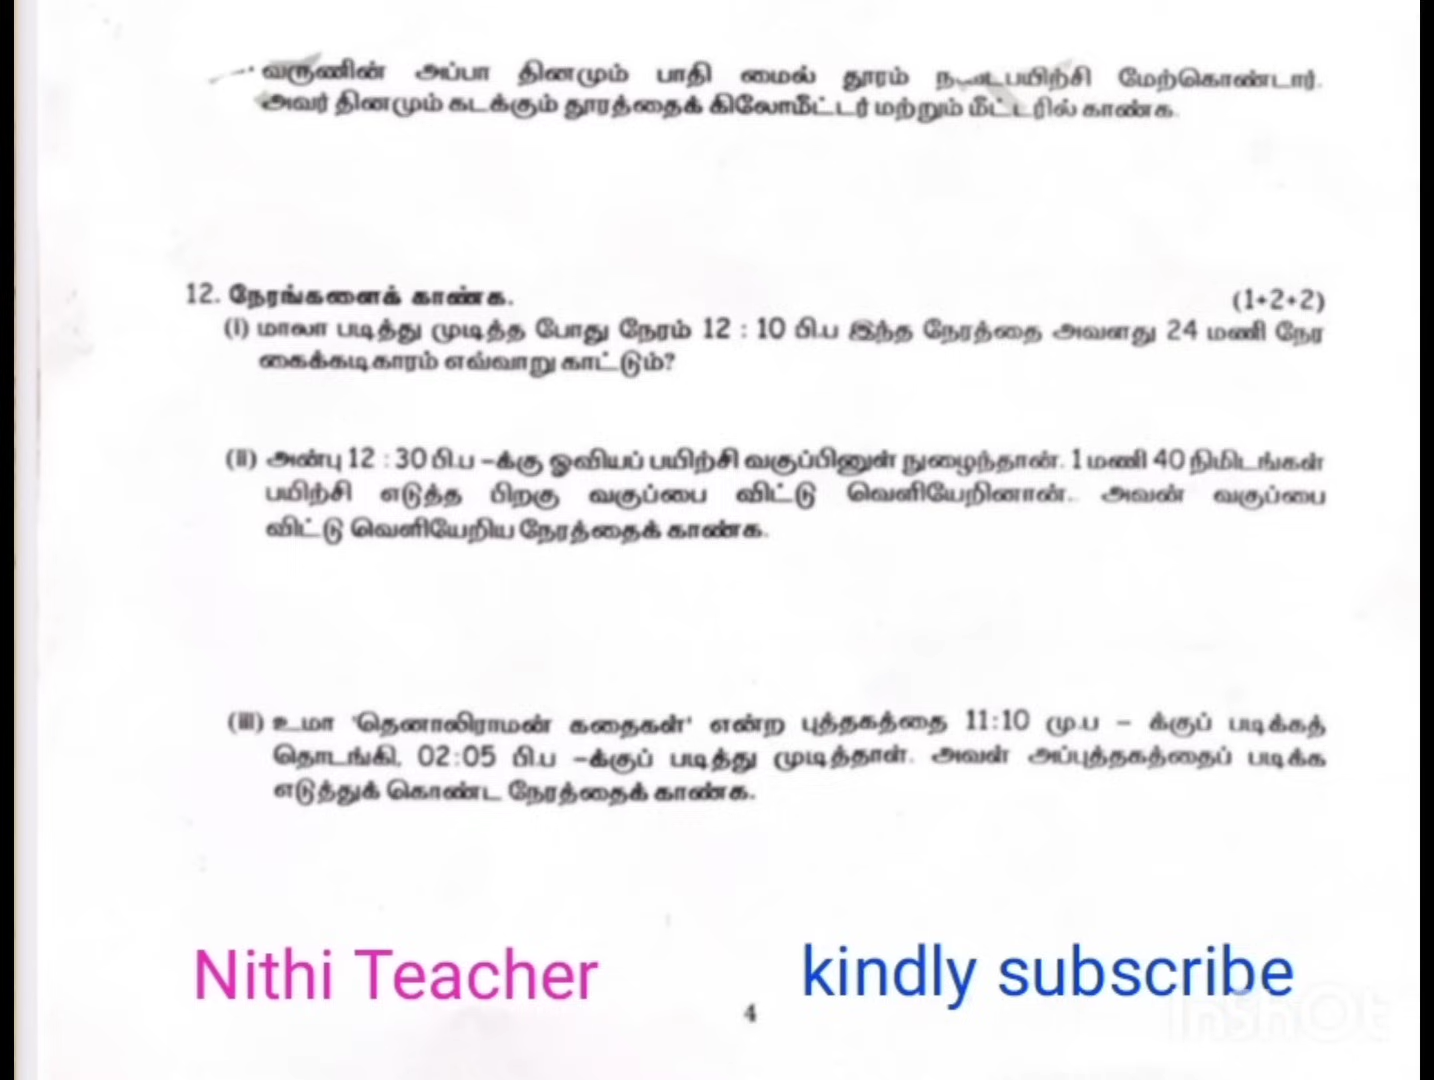 வருணின் அப்பா தினமும் பாதி மைல் தூரம் நடைபயிற்சி மேற்கொண்டார்.
அவர் தினமும் கடக்கும் தூரத்தைக் கிலோமீட்டர் மற்றும் மீட்டரில் காண்க.
12. நேரங்களைக் காண்க. (1+2+2)
(i) மாலா படித்து முடித்த போது நேரம் 12 : 10 பி.ப இந்த நேரத்தை அவளது 24 மணி நேர
கைக்கடிகாரம் எவ்வாறு காட்டும்?
(ii) அன்பு 12 : 30 பி.ப –க்கு ஓவியப் பயிற்சி வகுப்பினுள் நுழைந்தான். 1 மணி 40 நிமிடங்கள்
பயிற்சி எடுத்த பிறகு வகுப்பை விட்டு வெளியேறினான். அவன் வகுப்பை
விட்டு வெளியேறிய நேரத்தைக் காண்க.
(iii) உமா 'தெனாலிராமன் கதைகள்' என்ற புத்தகத்தை 11:10 மு.ப – க்குப் படிக்கத்
தொடங்கி, 02:05 பி.ப –க்குப் படித்து முடித்தாள். அவள் அப்புத்தகத்தைப் படிக்க
எடுத்துக் கொண்ட நேரத்தைக் காண்க.
Nithi Teacher kindly subscribe
4
InShOt